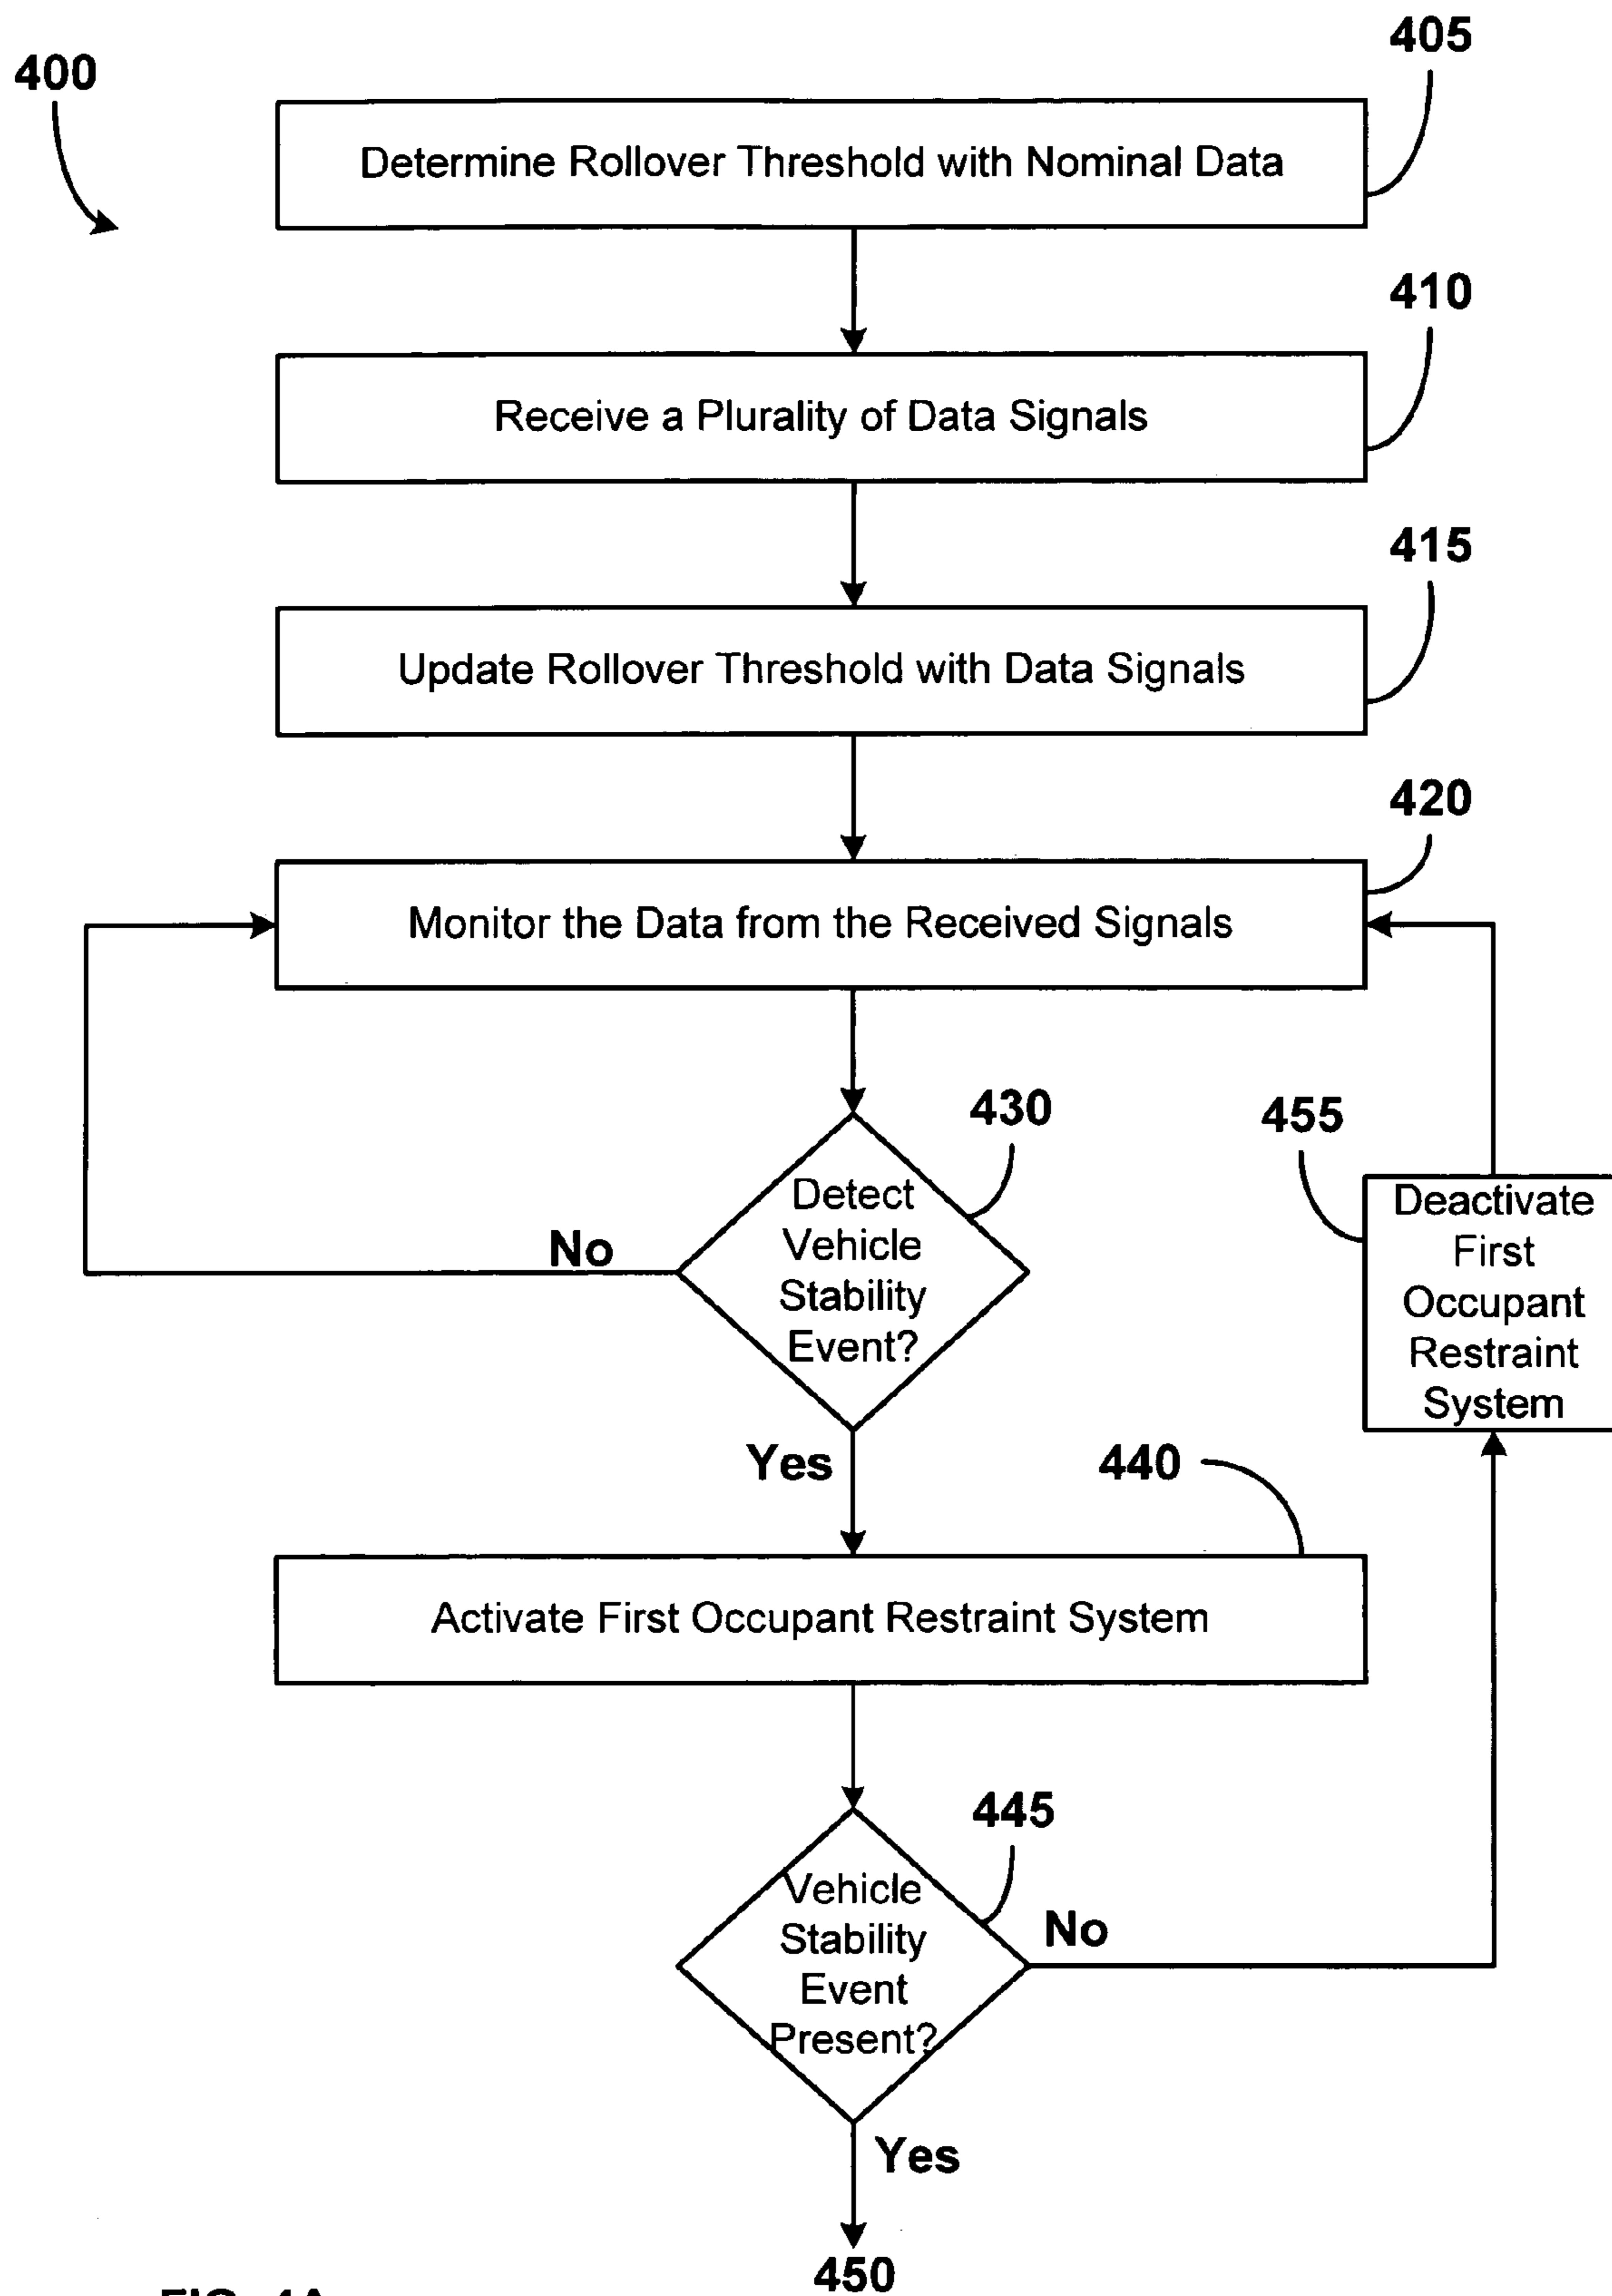 405
400
Determine Rollover Threshold with Nominal Data
410
Receive a Plurality of Data Signals
415
Update Rollover Threshold with Data Signals
420
Monitor the Data from the Received Signals
430
455
Detect
Vehicle
Stability
Event?
No
Deactivate
First
Occupant
Restraint
System
Yes
440
Activate First Occupant Restraint System
445
Vehicle
Stability
Event
Present?
No
Yes
450
FIG. 4A